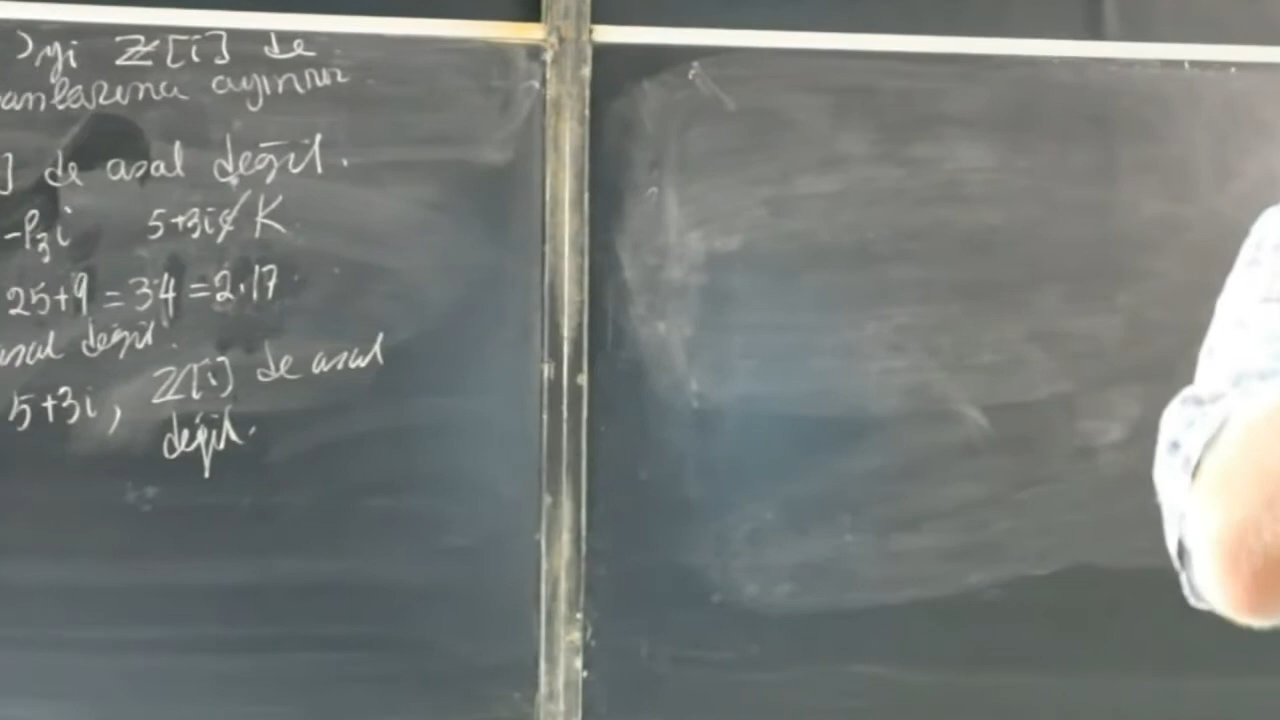 )yi Z[i] de
anlarına ayırınız
] de asal değil.
-p₃i 5+3i∉K
25+9=34=2.17
asal değil.
5+3i, Z[i] de asal
değil.